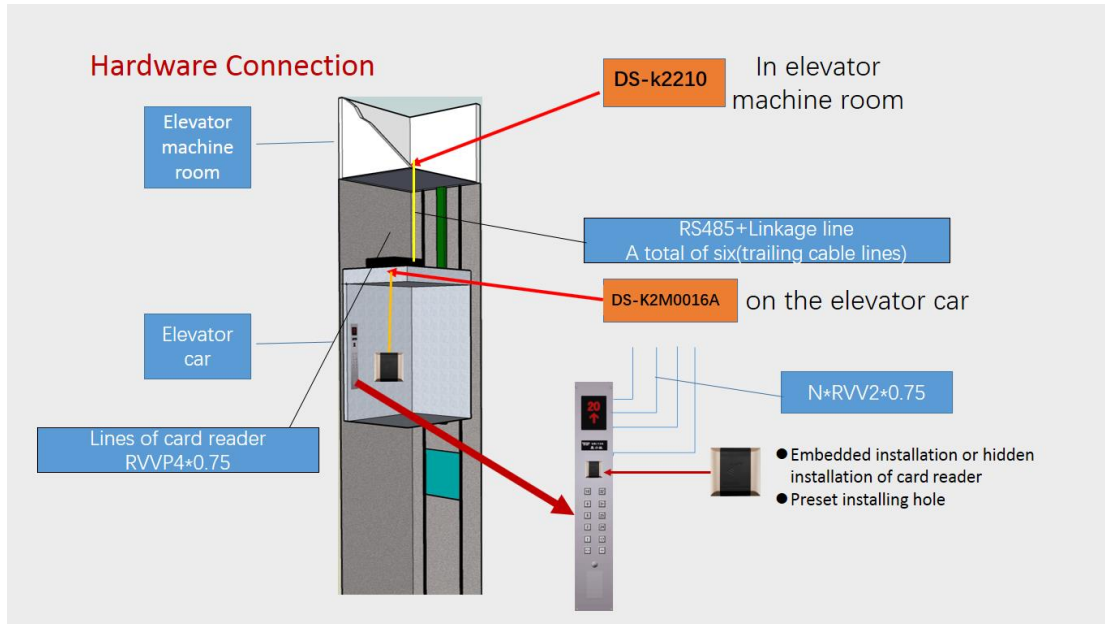 Hardware Connection
DS-k2210
In elevator
machine room
Elevator
machine
room
RS485+Linkage line
A total of six(trailing cable lines)
DS-K2M0016A
on the elevator car
Elevator
car
N*RVV2*0.75
20
Lines of card reader
RVVP4*0.75
●Embedded installation or hidden
installation of card reader
●Preset installing hole